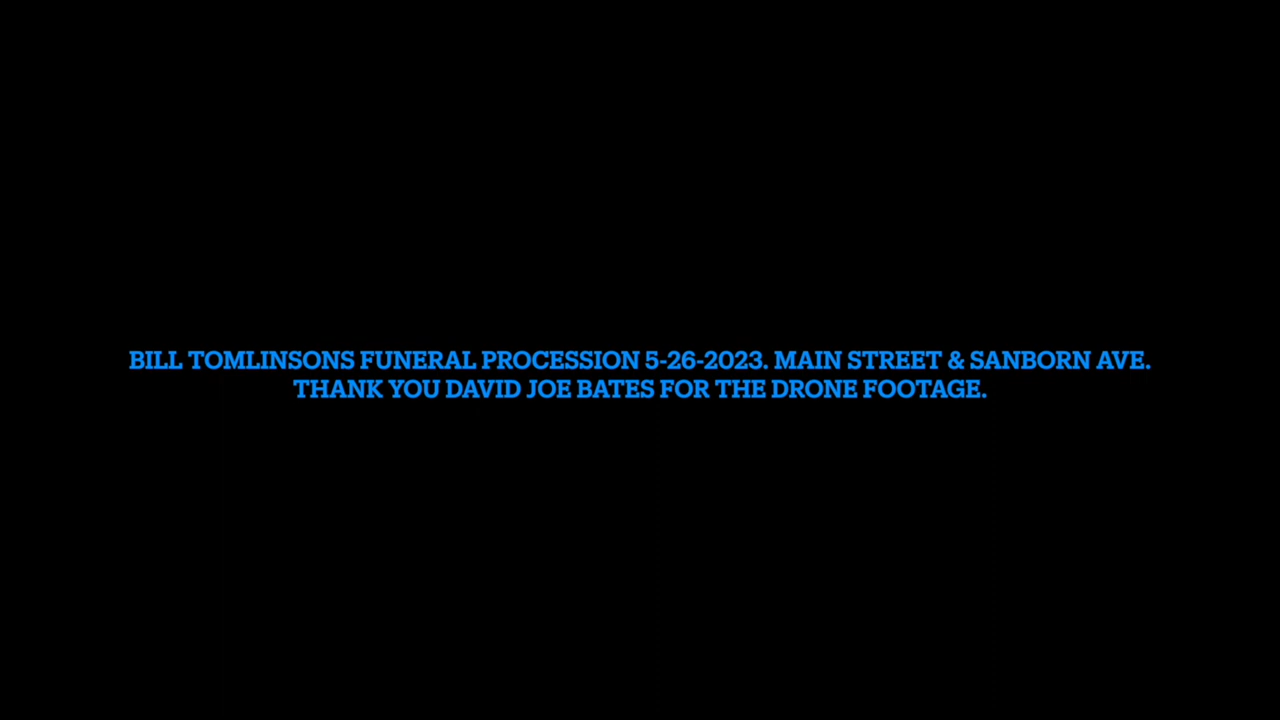 BILL TOMLINSONS FUNERAL PROCESSION 5-26-2023. MAIN STREET & SANBORN AVE.
THANK YOU DAVID JOE BATES FOR THE DRONE FOOTAGE.